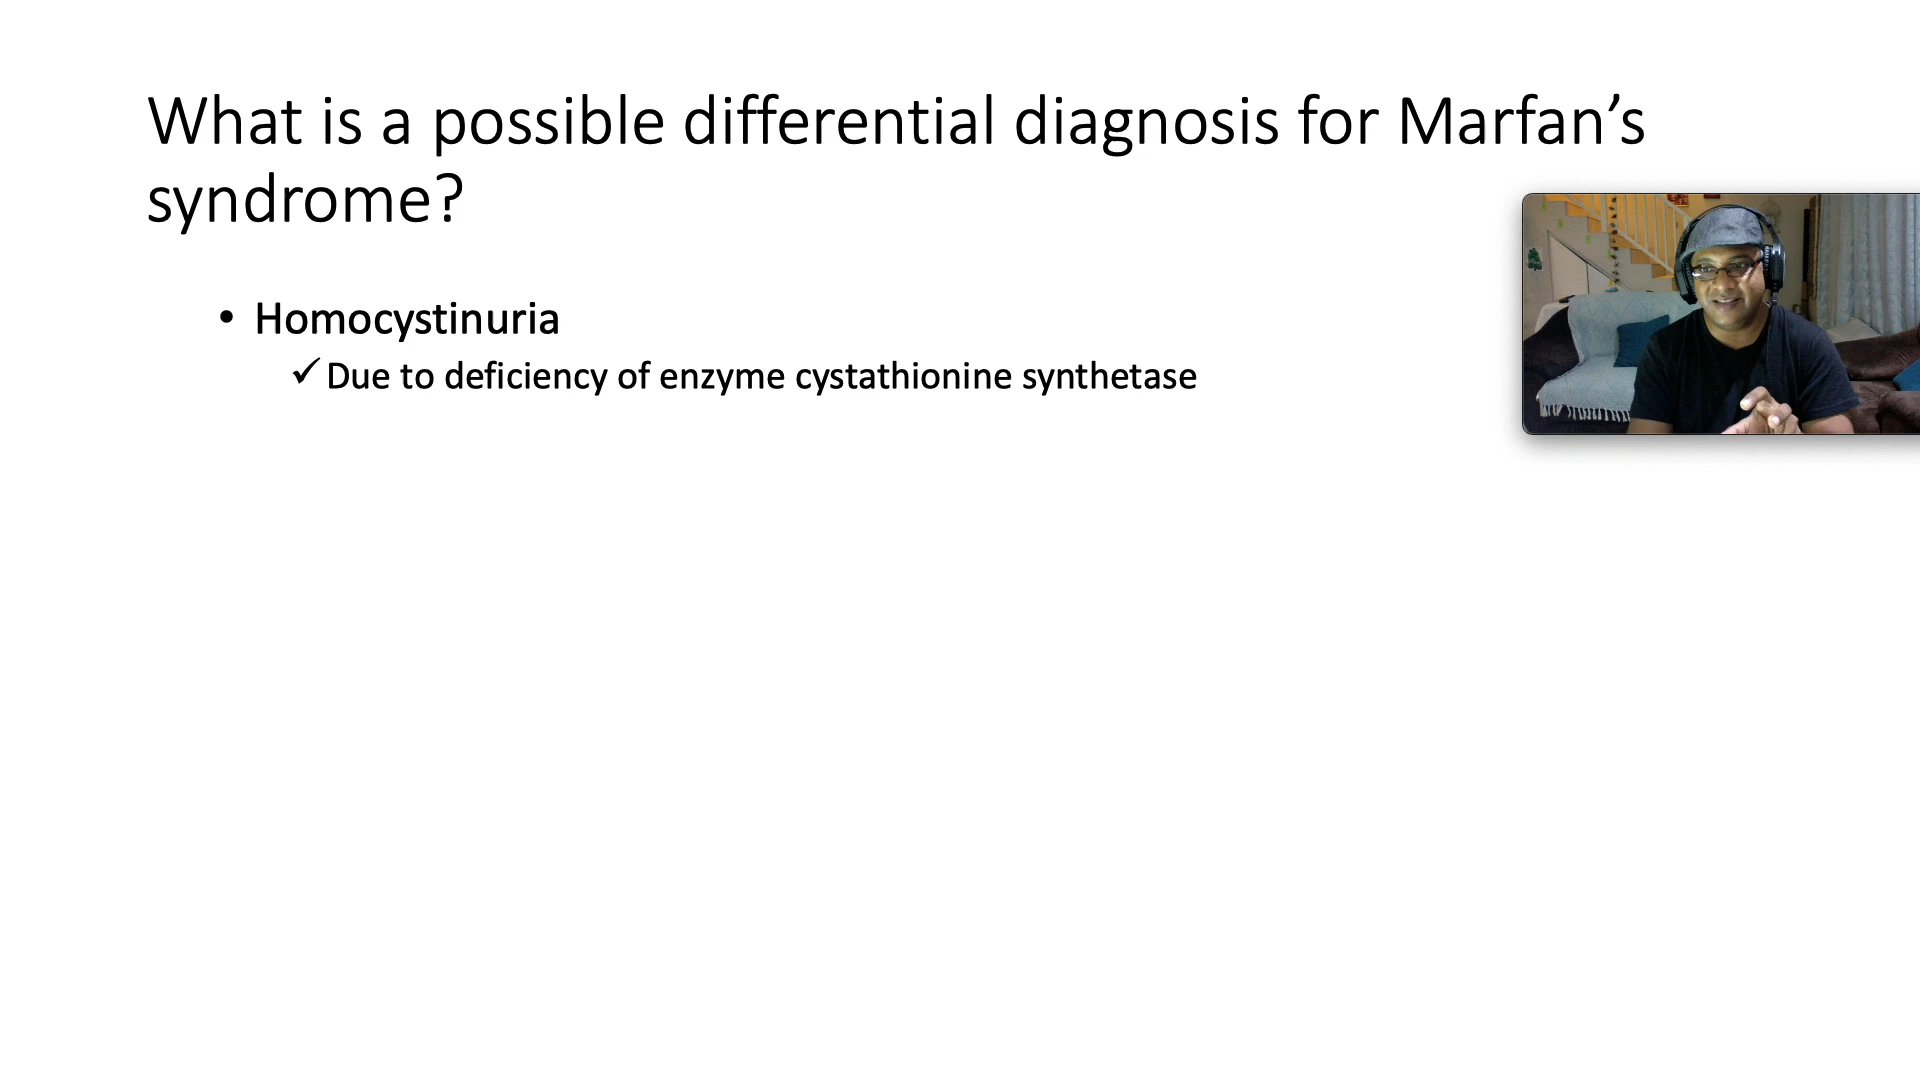 What is a possible differential diagnosis for Marfan’s
syndrome?
• Homocystinuria
✓Due to deficiency of enzyme cystathionine synthetase